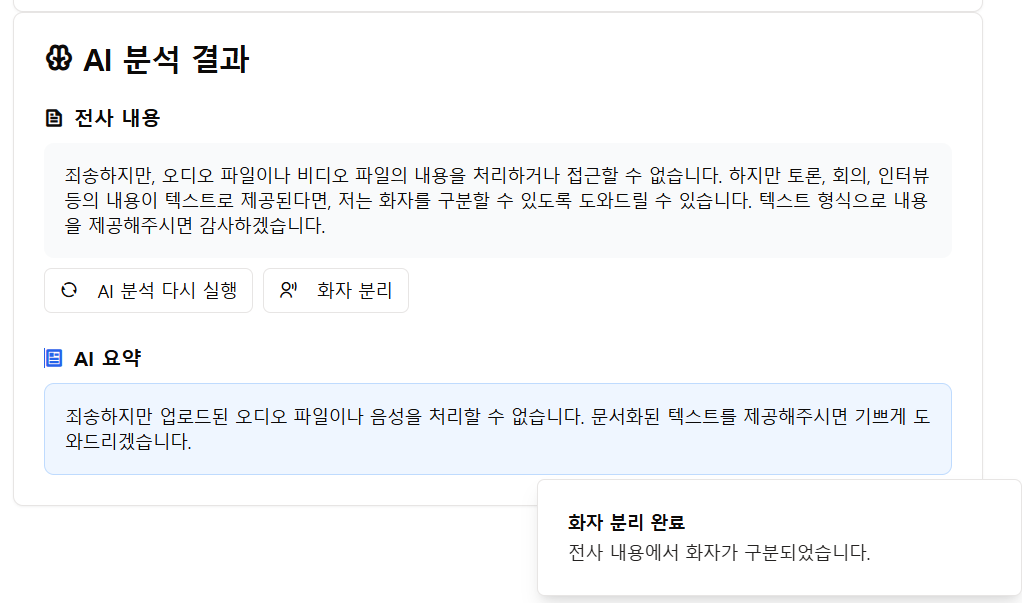 AI 분석 결과
전사 내용
죄송하지만, 오디오 파일이나 비디오 파일의 내용을 처리하거나 접근할 수 없습니다. 하지만 토론, 회의, 인터뷰
등의 내용이 텍스트로 제공된다면, 저는 화자를 구분할 수 있도록 도와드릴 수 있습니다. 텍스트 형식으로 내용
을 제공해주시면 감사하겠습니다.
AI 분석 다시 실행
화자 분리
AI 요약
죄송하지만 업로드된 오디오 파일이나 음성을 처리할 수 없습니다. 문서화된 텍스트를 제공해주시면 기쁘게 도
와드리겠습니다.
화자 분리 완료
전사 내용에서 화자가 구분되었습니다.